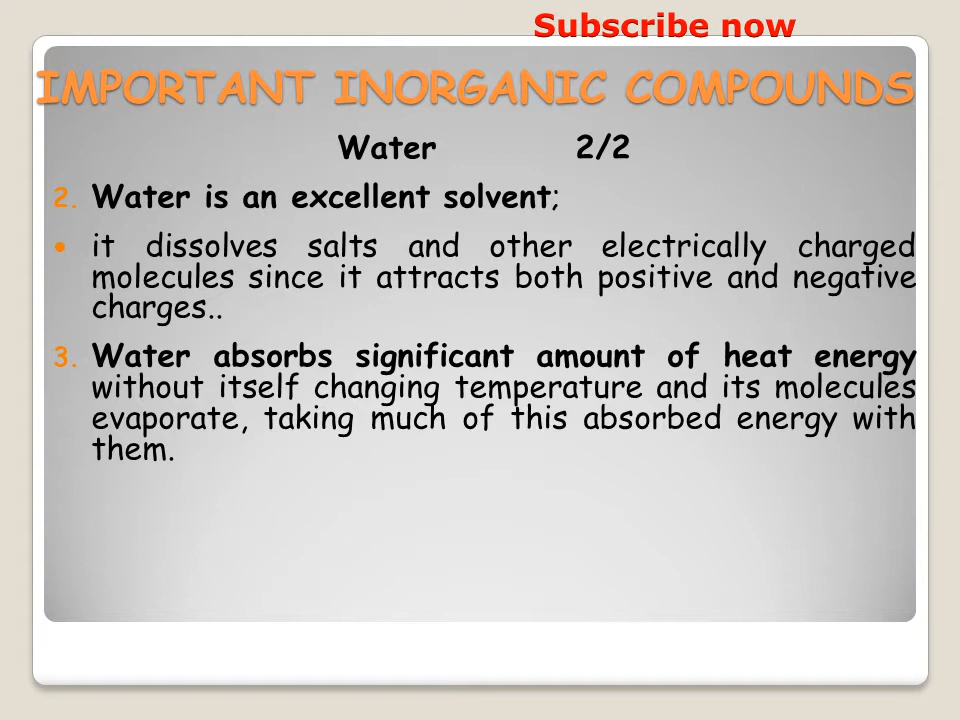 Subscribe now
IMPORTANT INORGANIC COMPOUNDS
Water 2/2
2. Water is an excellent solvent;
• it dissolves salts and other electrically charged
molecules since it attracts both positive and negative
charges..
3. Water absorbs significant amount of heat energy
without itself changing temperature and its molecules
evaporate, taking much of this absorbed energy with
them.